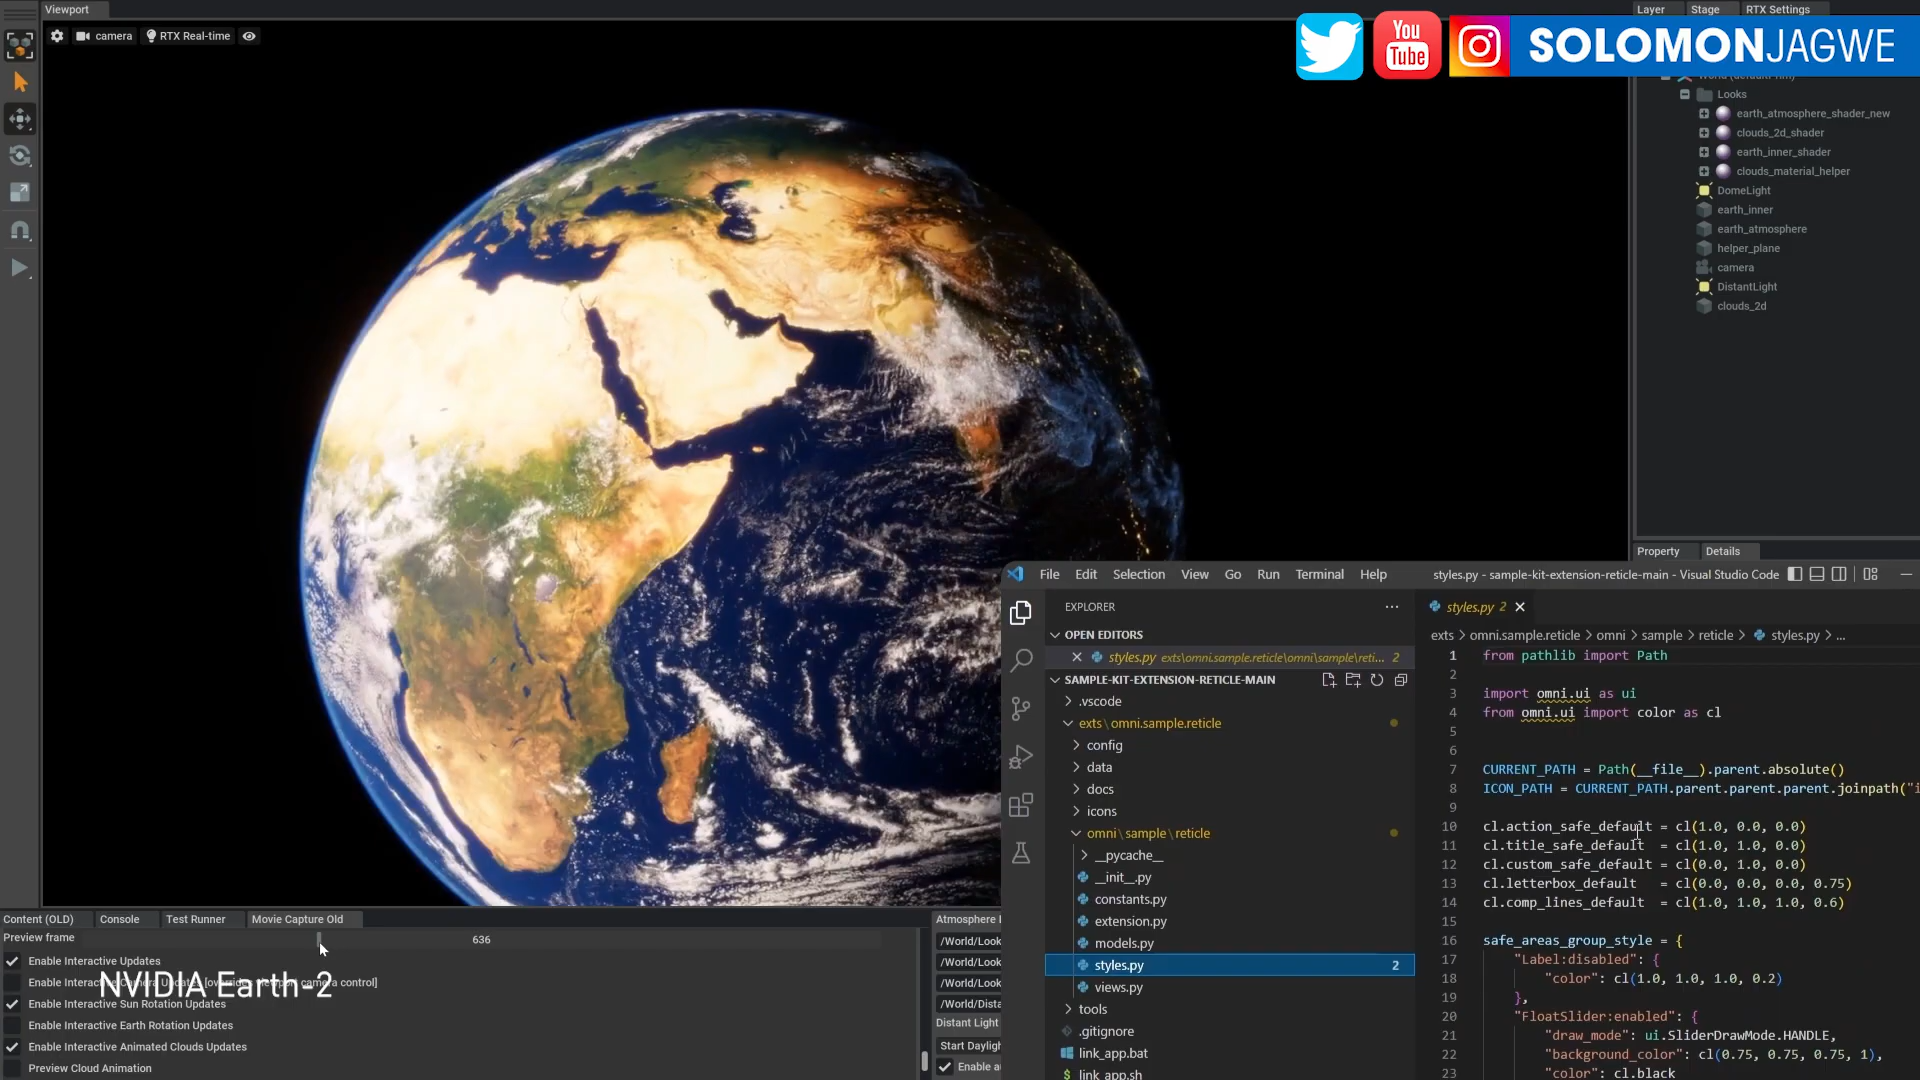 Viewport
Layer
Stage
RTX Settings
camera
RTX Real-time
You
Tube
SOLOMONJAGWE
Looks
earth_atmosphere_shader_new
clouds_2d_shader
earth_inner_shader
clouds_material_helper
DomeLight
earth_inner
earth_atmosphere
helper_plane
camera
DistantLight
clouds_2d
Property
Details
File
Edit
Selection
View
Go
Run
Terminal
Help
styles.py - sample-kit-extension-reticle-main - Visual Studio Code
EXPLORER
OPEN EDITORS
styles.py exts\omni.sample.reticle\omni\sample\reti... 2
SAMPLE-KIT-EXTENSION-RETICLE-MAIN
.vscode
exts\omni.sample.reticle
config
data
docs
icons
omni\sample\reticle
__pycache__
__init__.py
constants.py
extension.py
models.py
styles.py 2
views.py
tools
.gitignore
link_app.bat
link_app.sh
styles.py 2
exts > omni.sample.reticle > omni > sample > reticle > styles.py > ...
1 from pathlib import Path
2
3 import omni.ui as ui
4 from omni.ui import color as cl
5
6
7 CURRENT_PATH = Path(__file__).parent.absolute()
8 ICON_PATH = CURRENT_PATH.parent.parent.parent.joinpath("i
9
10 cl.action_safe_default = cl(1.0, 0.0, 0.0)
11 cl.title_safe_default = cl(1.0, 1.0, 0.0)
12 cl.custom_safe_default = cl(0.0, 1.0, 0.0)
13 cl.letterbox_default = cl(0.0, 0.0, 0.0, 0.75)
14 cl.comp_lines_default = cl(1.0, 1.0, 1.0, 0.6)
15
16 safe_areas_group_style = {
17 "Label:disabled": {
18 "color": cl(1.0, 1.0, 1.0, 0.2)
19 },
20 "FloatSlider:enabled": {
21 "draw_mode": ui.SliderDrawMode.HANDLE,
22 "background_color": cl(0.75, 0.75, 0.75, 1),
23 "color": cl.black
Content (OLD)
Console
Test Runner
Movie Capture Old
Preview frame
636
Enable Interactive Updates
NVIDIA Earth-2
control]
Enable Interactive Sun Rotation Updates
Enable Interactive Earth Rotation Updates
Enable Interactive Animated Clouds Updates
Preview Cloud Animation
Atmosphere
/World/Look
/World/Look
/World/Look
/World/Dista
Distant Light
Start Dayligh
Enable